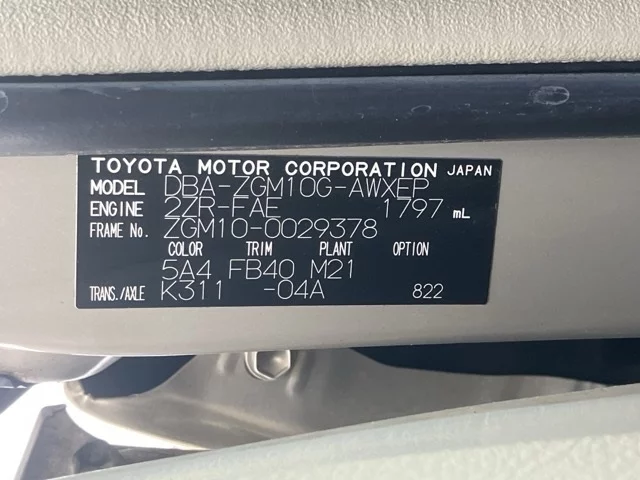 TOYOTA MOTOR CORPORATION JAPAN
MODEL DBA-ZGM10G-AWXEP
ENGINE 2ZR-FAE 1797 mL
FRAME No. ZGM10-0029378
COLOR TRIM PLANT OPTION
5A4 FB40 M21
TRANS./AXLE K311 -04A 822